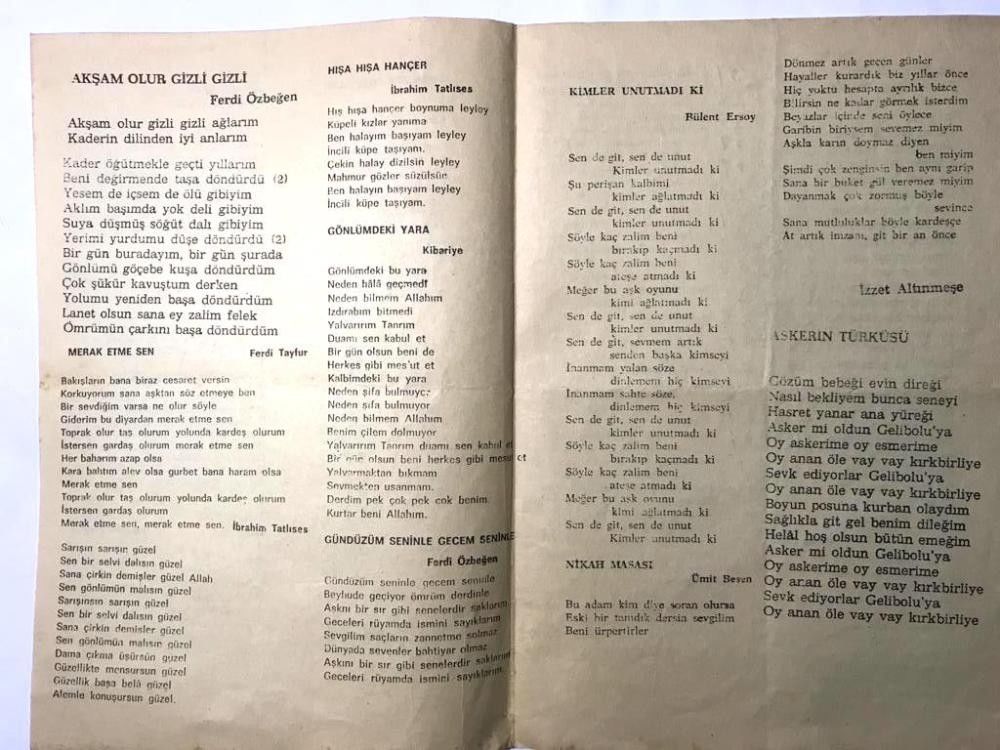 AKŞAM OLUR GİZLİ GİZLİ
Ferdi Özbeğen
Akşam olur gizli gizli ağlarım
Kaderin dilinden iyi anlarım
Kader öğütmekle geçti yıllarım
Beni değirmende taşa döndürdü (2)
Yesem de içsem de ölü gibiyim
Aklım başımda yok deli gibiyim
Suya düşmüş söğüt dalı gibiyim
Yerimi yurdumu düşe döndürdü (2)
Bir gün buradayım, bir gün şurada
Gönlümü göçebe kuşa döndürdüm
Çok şükür kavuştum derken
Yolumu yeniden başa döndürdüm
Lanet olsun sana ey zalim felek
Ömrümün çarkını başa döndürdüm
MERAK ETME SEN Ferdi Tayfur
Bakışların bana biraz cesaret versin
Korkuyorum sana aşktan söz etmeye ben
Bir sevdiğim varsa ne olur söyle
Giderim bu diyardan merak etme sen
Toprak olur taş olurum yolunda kardeş olurum
İstersen gardaş olurum merak etme sen
Her baharım azap olsa
Kara bahtım alev olsa gurbet bana haram olsa
Merak etme sen
Toprak olur taş olurum yolunda kardeş olurum
İstersen gardaş olurum
Merak etme sen, merak etme sen. İbrahim Tatlıses
Sarışın sarışın güzel
Sen bir selvi dalısın güzel
Sana çirkin demişler güzel Allah
Sen gönlümün malısın güzel
Sarışınsın sarışın güzel
Sen bir selvi dalısın güzel
Sana çirkin demişler güzel
Sen gönlümün malısın güzel
Dama çıkma üşürsün güzel
Güzellikte mensursun güzel
Güzellik başa belâ güzel
Alemle konuşursun güzel.
HIŞA HIŞA HANÇER
İbrahim Tatlıses
Hış hışa hançer boynuma leyloy
Küpeli kızlar yanıma
Ben halayım başıyam leyley
İncili küpe taşıyam.
Çekin halay dizilsin leyley
Mahmur gözler süzülsün
Ben halayın başıyam leyley
İncili küpe taşıyam.
GÖNLÜMDEKİ YARA
Kibariye
Gönlümdeki bu yara
Neden hâlâ geçmedi
Neden bilmem Allahım
Izdırabım bitmedi
Yalvarırım Tanrım
Duamı sen kabul et
Bir gün olsun beni de
Herkes gibi mes'ut et
Kalbimdeki bu yara
Neden şifa bulmuyor
Neden şifa bulmuyor
Neden bilmem Allahım
Benim çilem dolmuyor
Yalvarırım Tanrım duamı sen kabul et
Bir gün olsun beni herkes gibi mesut et
Yalvarmaktan bıkmam
Sevmekten usanmam.
Derdim pek çok pek çok benim
Kurtar beni Allahım.
GÜNDÜZÜM SENİNLE GECEM SENİNLE
Ferdi Özbeğen
Gündüzüm seninle gecem seninle
Beyhude geçiyor ömrüm derdinle
Aşkını bir sır gibi senelerdir saklarım
Geceleri rüyamda ismini sayıklarım
Sevgilim saçların zannetme solmaz
Dünyada sevenler bahtiyar olmaz
Aşkını bir sır gibi senelerdir saklarım
Geceleri rüyamda ismini sayıklarım.
KİMLER UNUTMADI Kİ
Bülent Ersoy
Sen de git, sen de unut
Kimler unutmadı ki
Şu perişan kalbimi
kimler ağlatmadı ki
Sen de git, sen de unut
kimler unutmadı ki
Söyle kaç zalim beni
bırakıp kaçmadı ki
Söyle kaç zalim beni
ateşe atmadı ki
Meğer bu aşk oyunu
kimi ağlatmadı ki
Sen de git, sen de unut
kimler unutmadı ki
Sen de git, sevmem artık
senden başka kimseyi
İnanmam yalan söze
dinlemem hiç kimseyi
İnanmam sahte söze,
dinlemem hiç kimseyi
Sen de git, sen de unut
kimler unutmadı ki
Söyle kaç zalim beni
bırakıp kaçmadı ki
Söyle kaç zalim beni
ateşe atmadı ki
Meğer bu aşk oyunu
kimi ağlatmadı ki
Sen de git, sen de unut
Kimler unutmadı ki
NİKAH MASASI
Ümit Besen
Bu adam kim diye soran olursa
Eski bir tanıdık dersin sevgilim
Beni ürpertirler
Dönmez artık geçen günler
Hayaller kurardık biz yıllar önce
Hiç yoktu hesapta ayrılık bizce
Bilirsin ne kadar görmek isterdim
Beyazlar içinde seni öylece
Garibin biriysem sevemez miyim
Aşkla karın doymaz diyen
ben miyim
Şimdi çok zenginsin ben aynı garip
Sana bir buket gül veremez miyim
Dayanmak çok zormuş böyle
sevince
Sana mutluluklar böyle kardeşçe
At artık imzanı, git bir an önce
İzzet Altınmeşe
ASKERİN TÜRKÜSÜ
Gözüm bebeği evin direği
Nasıl bekliyem bunca seneyi
Hasret yanar ana yüreği
Asker mi oldun Gelibolu'ya
Oy askerime oy esmerime
Oy anan öle vay vay kırkbirliye
Sevk ediyorlar Gelibolu'ya
Oy anan öle vay vay kırkbirliye
Boyun posuna kurban olaydım
Sağlıkla git gel benim dileğim
Helâl hoş olsun bütün emeğim
Asker mi oldun Gelibolu'ya
Oy askerime oy esmerime
Oy anan öle vay vay kırkbirliye
Sevk ediyorlar Gelibolu'ya
Oy anan öle vay vay kırkbirliye